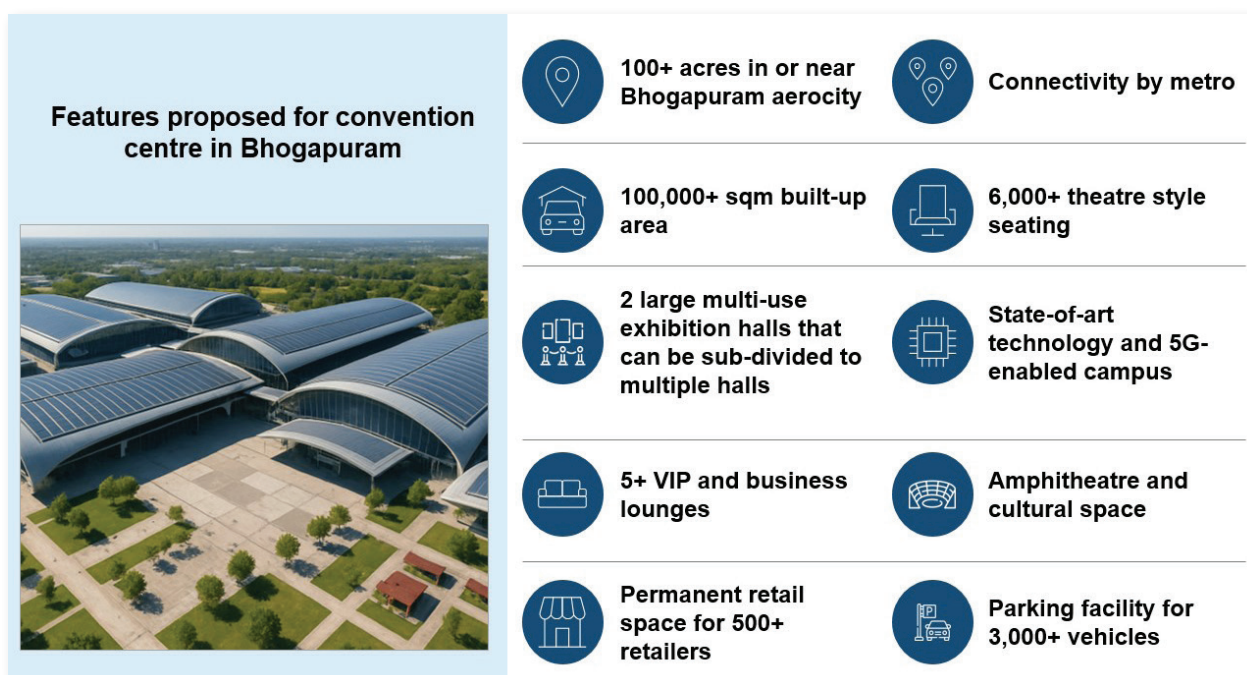 Features proposed for convention
centre in Bhogapuram
100+ acres in or near
Bhogapuram aerocity
Connectivity by metro
100,000+ sqm built-up
area
6,000+ theatre style
seating
2 large multi-use
exhibition halls that
can be sub-divided to
multiple halls
State-of-art
technology and 5G-
enabled campus
5+ VIP and business
lounges
Amphitheatre and
cultural space
Permanent retail
space for 500+
retailers
P
Parking facility for
3,000+ vehicles